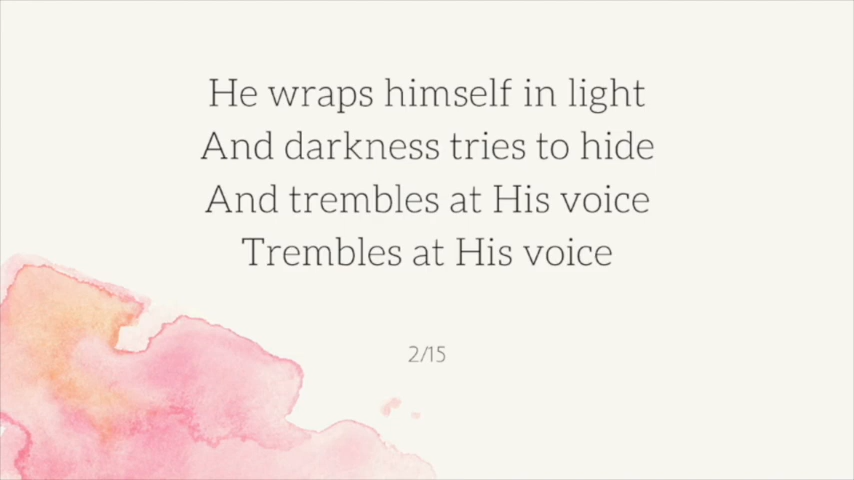 He wraps himself in light
And darkness tries to hide
And trembles at His voice
Trembles at His voice
2/15